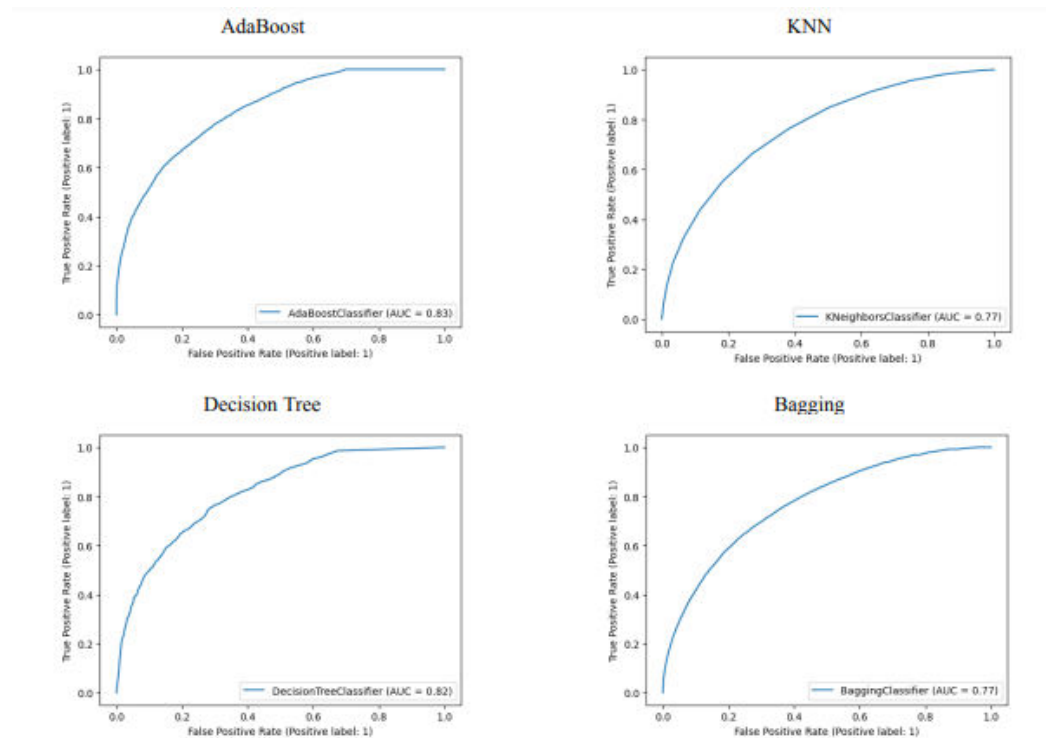 AdaBoost
1.0
0.8
0.6
0.4
0.2
0.0
True Positive Rate (Positive label: 1)
AdaBoostClassifier (AUC = 0.83)
0.0 0.2 0.4 0.6 0.8 1.0
False Positive Rate (Positive label: 1)
KNN
1.0
0.8
0.6
0.4
0.2
0.0
True Positive Rate (Positive label: 1)
KNeighborsClassifier (AUC = 0.77)
0.0 0.2 0.4 0.6 0.8 1.0
False Positive Rate (Positive label: 1)
Decision Tree
1.0
0.8
0.6
0.4
0.2
0.0
True Positive Rate (Positive label: 1)
DecisionTreeClassifier (AUC = 0.82)
0.0 0.2 0.4 0.6 0.8 1.0
False Positive Rate (Positive label: 1)
Bagging
1.0
0.8
0.6
0.4
0.2
0.0
True Positive Rate (Positive label: 1)
BaggingClassifier (AUC = 0.77)
0.0 0.2 0.4 0.6 0.8 1.0
False Positive Rate (Positive label: 1)